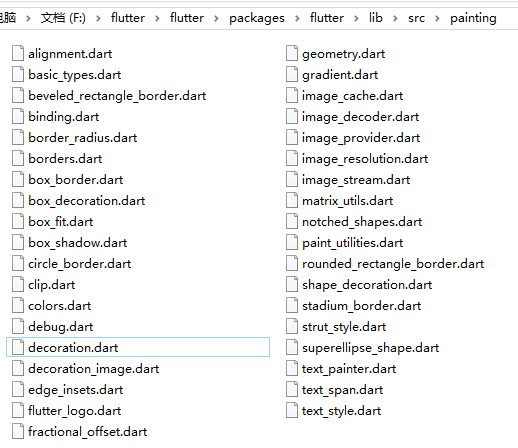 电脑 > 文档 (F:) > flutter > flutter > packages > flutter > lib > src > painting
alignment.dart
basic_types.dart
beveled_rectangle_border.dart
binding.dart
border_radius.dart
borders.dart
box_border.dart
box_decoration.dart
box_fit.dart
box_shadow.dart
circle_border.dart
clip.dart
colors.dart
debug.dart
decoration.dart
decoration_image.dart
edge_insets.dart
flutter_logo.dart
fractional_offset.dart
geometry.dart
gradient.dart
image_cache.dart
image_decoder.dart
image_provider.dart
image_resolution.dart
image_stream.dart
matrix_utils.dart
notched_shapes.dart
paint_utilities.dart
rounded_rectangle_border.dart
shape_decoration.dart
stadium_border.dart
strut_style.dart
superellipse_shape.dart
text_painter.dart
text_span.dart
text_style.dart